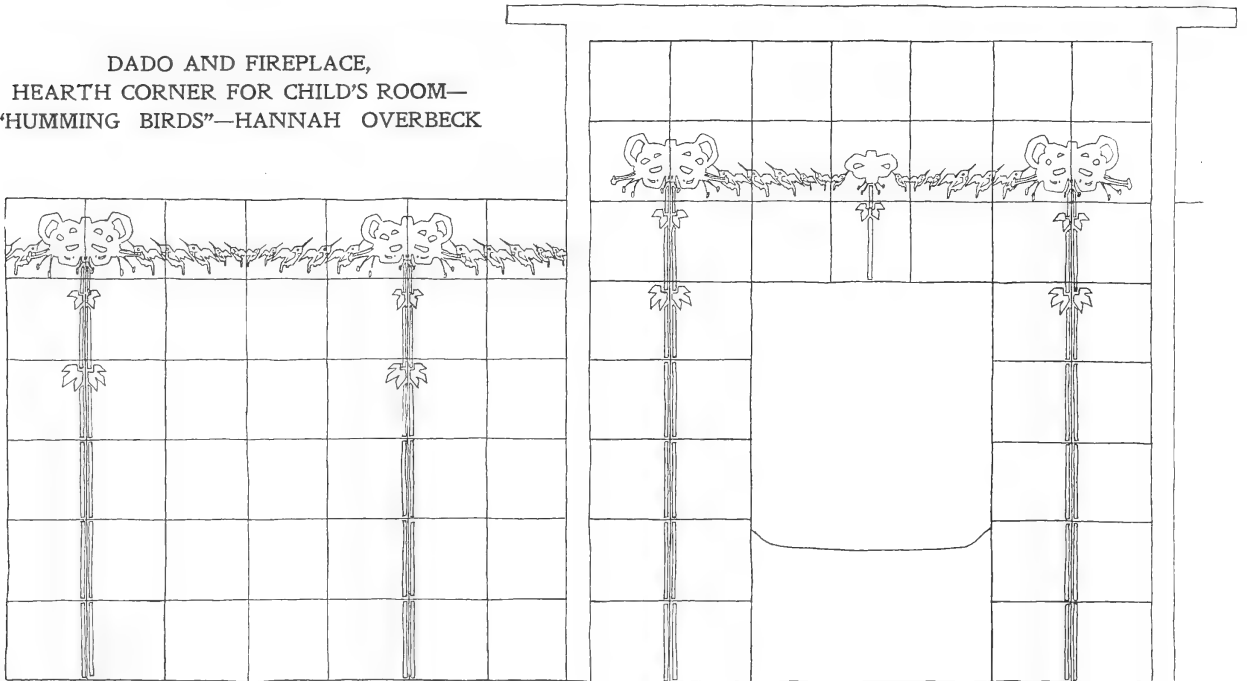 DADO AND FIREPLACE,
HEARTH CORNER FOR CHILD'S ROOM—
"HUMMING BIRDS"—HANNAH OVERBECK